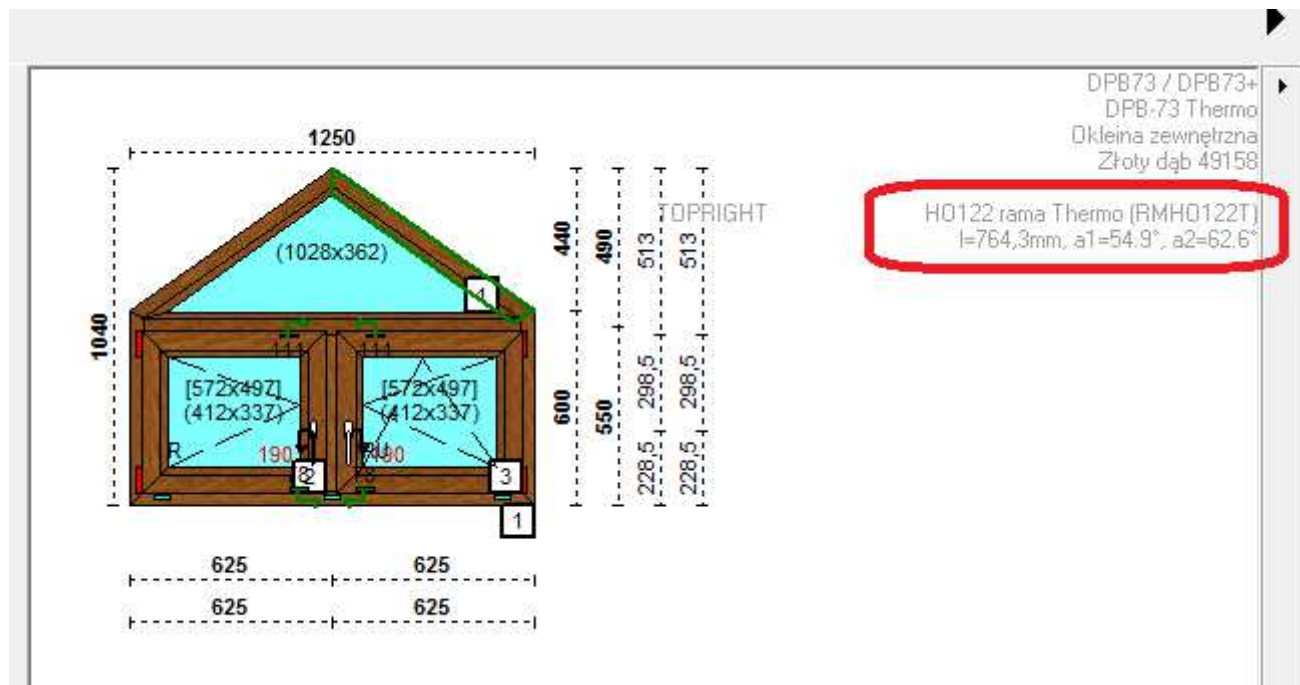 DPB73 / DPB73+
DPB-73 Thermo
Okleina zewnętrzna
Złoty dąb 49158
1250
TOPRIGHT
HO122 rama Thermo (RMHO122T)
l=764,3mm, a1=54.9°, a2=62.6°
440
490
513
513
(1028x362)
4
1040
[572x497]
[572x497]
(412x337)
(412x337)
600
550
298,5
298,5
R
190
190
8
2
3
228,5
228,5
1
625
625
625
625